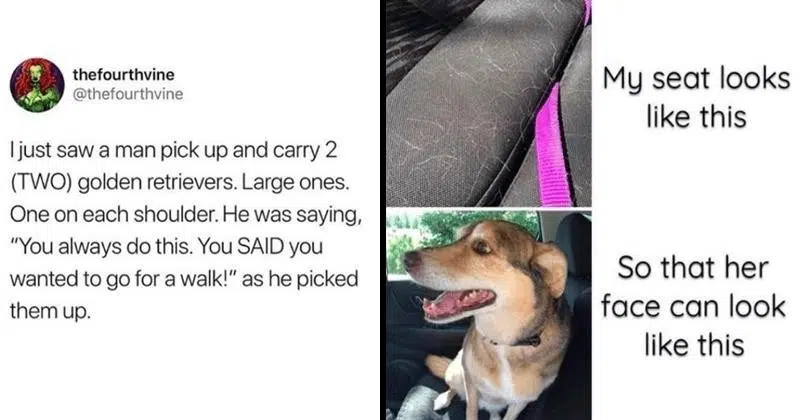 thefourthvine
@thefourthvine
I just saw a man pick up and carry 2
(TWO) golden retrievers. Large ones.
One on each shoulder. He was saying,
"You always do this. You SAID you
wanted to go for a walk!" as he picked
them up.
My seat looks
like this
So that her
face can look
like this